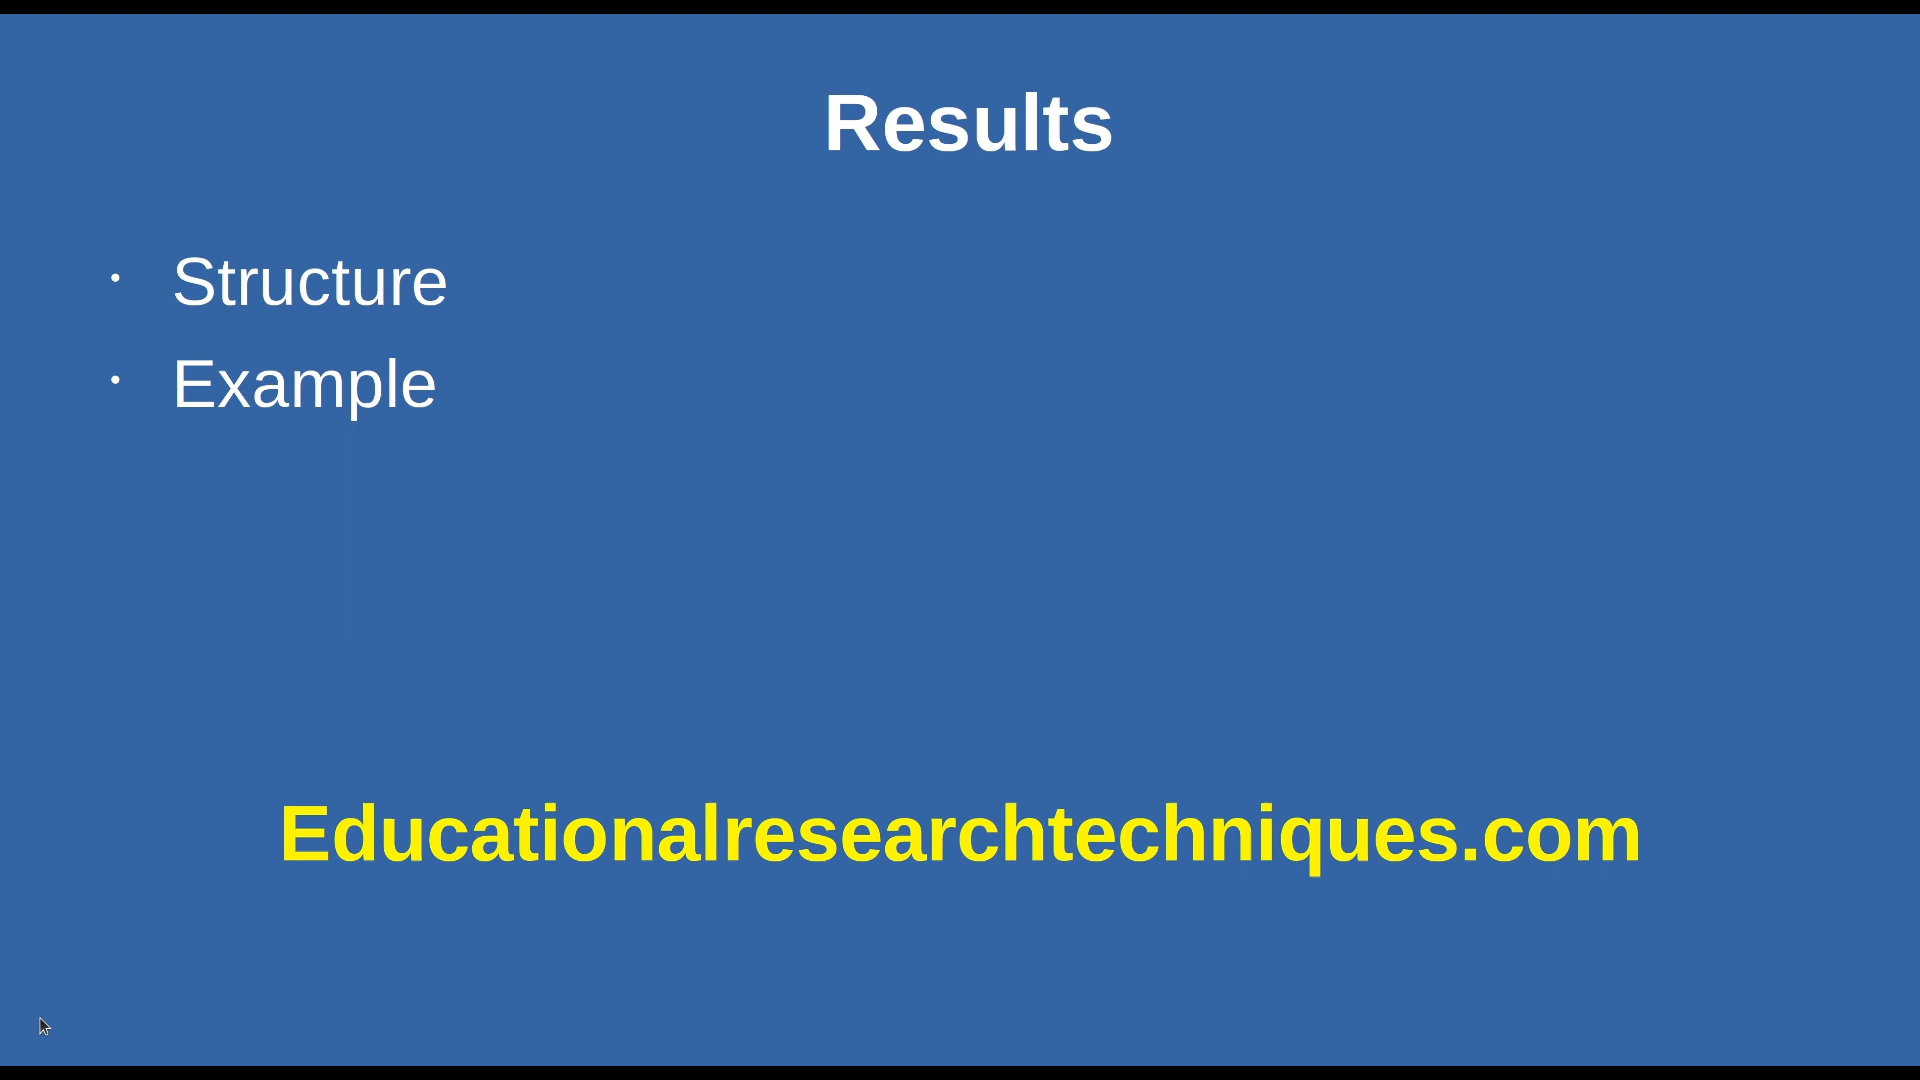 Results
• Structure
• Example
Educationalresearchtechniques.com